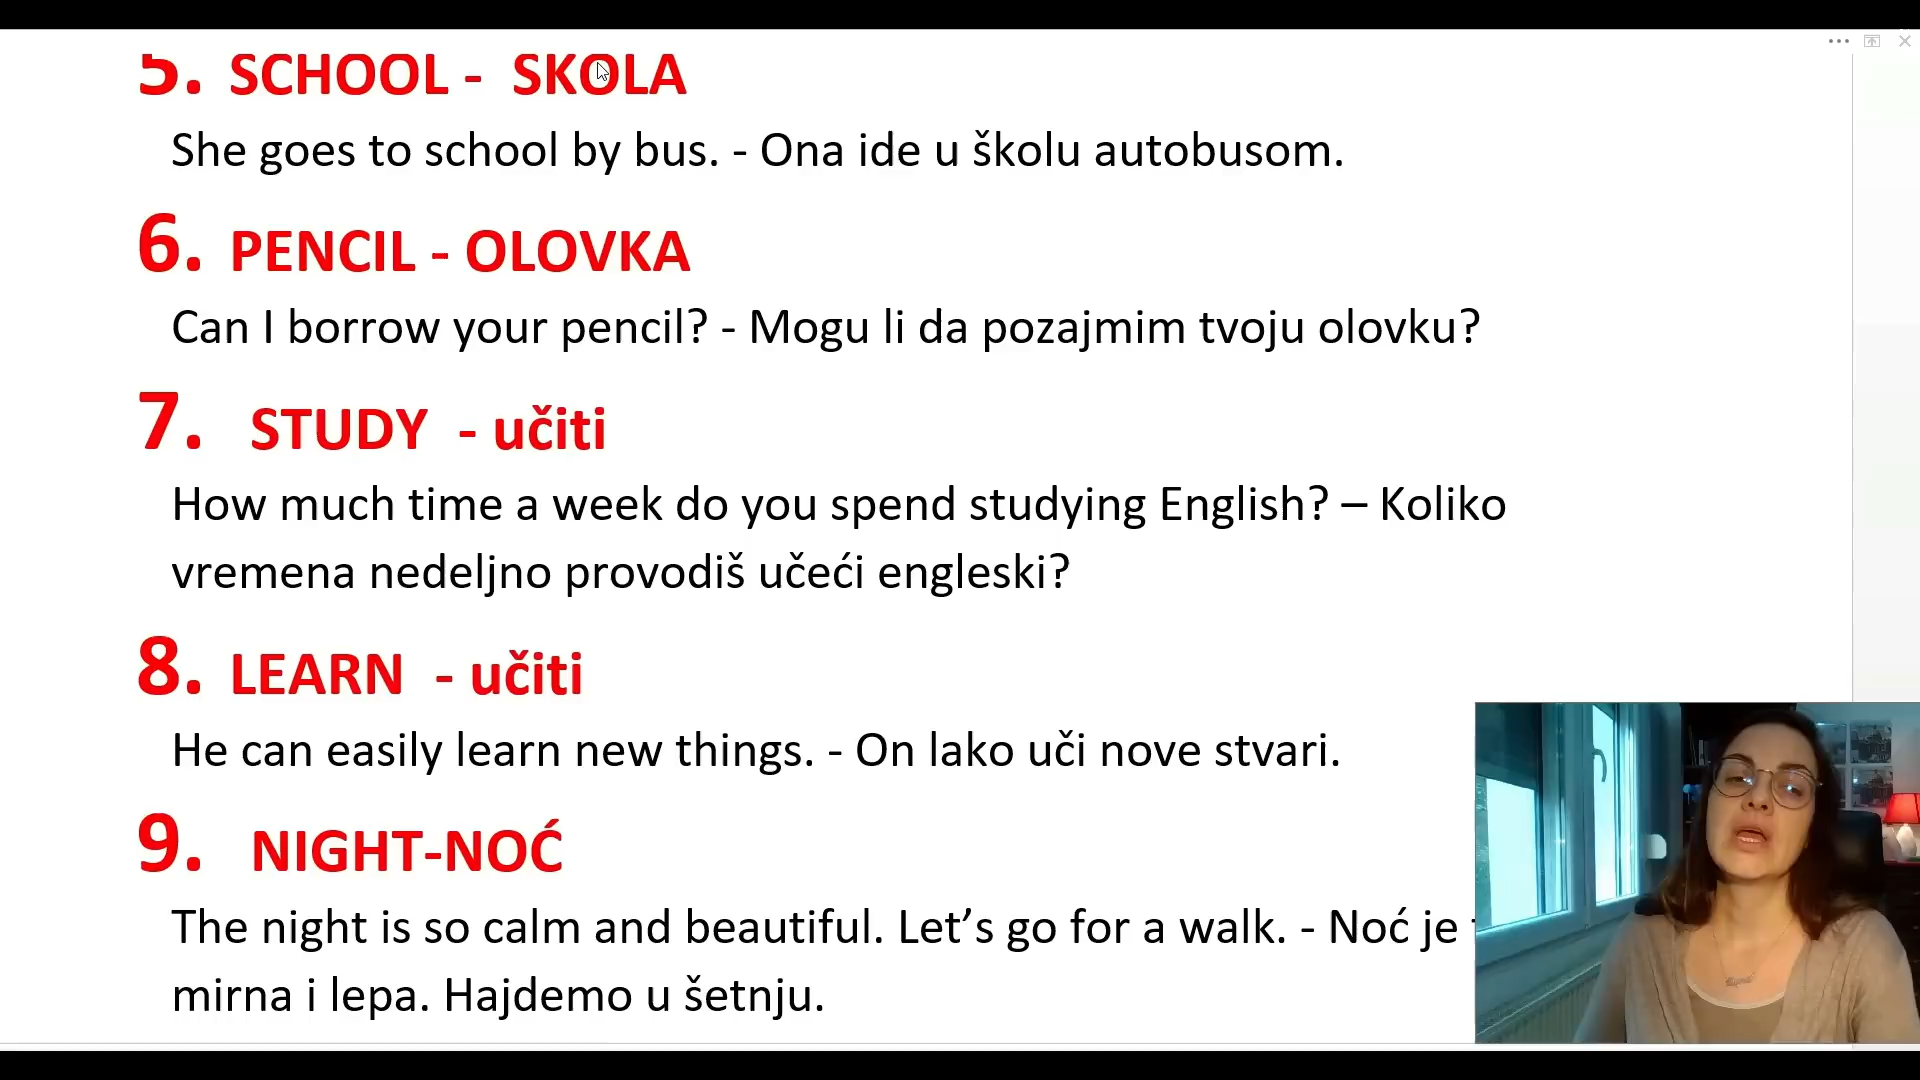 5. SCHOOL - SKOLA
She goes to school by bus. - Ona ide u školu autobusom.
6. PENCIL - OLOVKA
Can I borrow your pencil? - Mogu li da pozajmim tvoju olovku?
7. STUDY - učiti
How much time a week do you spend studying English? – Koliko
vremena nedeljno provodiš učeći engleski?
8. LEARN - učiti
He can easily learn new things. - On lako uči nove stvari.
9. NIGHT-NOĆ
The night is so calm and beautiful. Let’s go for a walk. - Noć je
mirna i lepa. Hajdemo u šetnju.